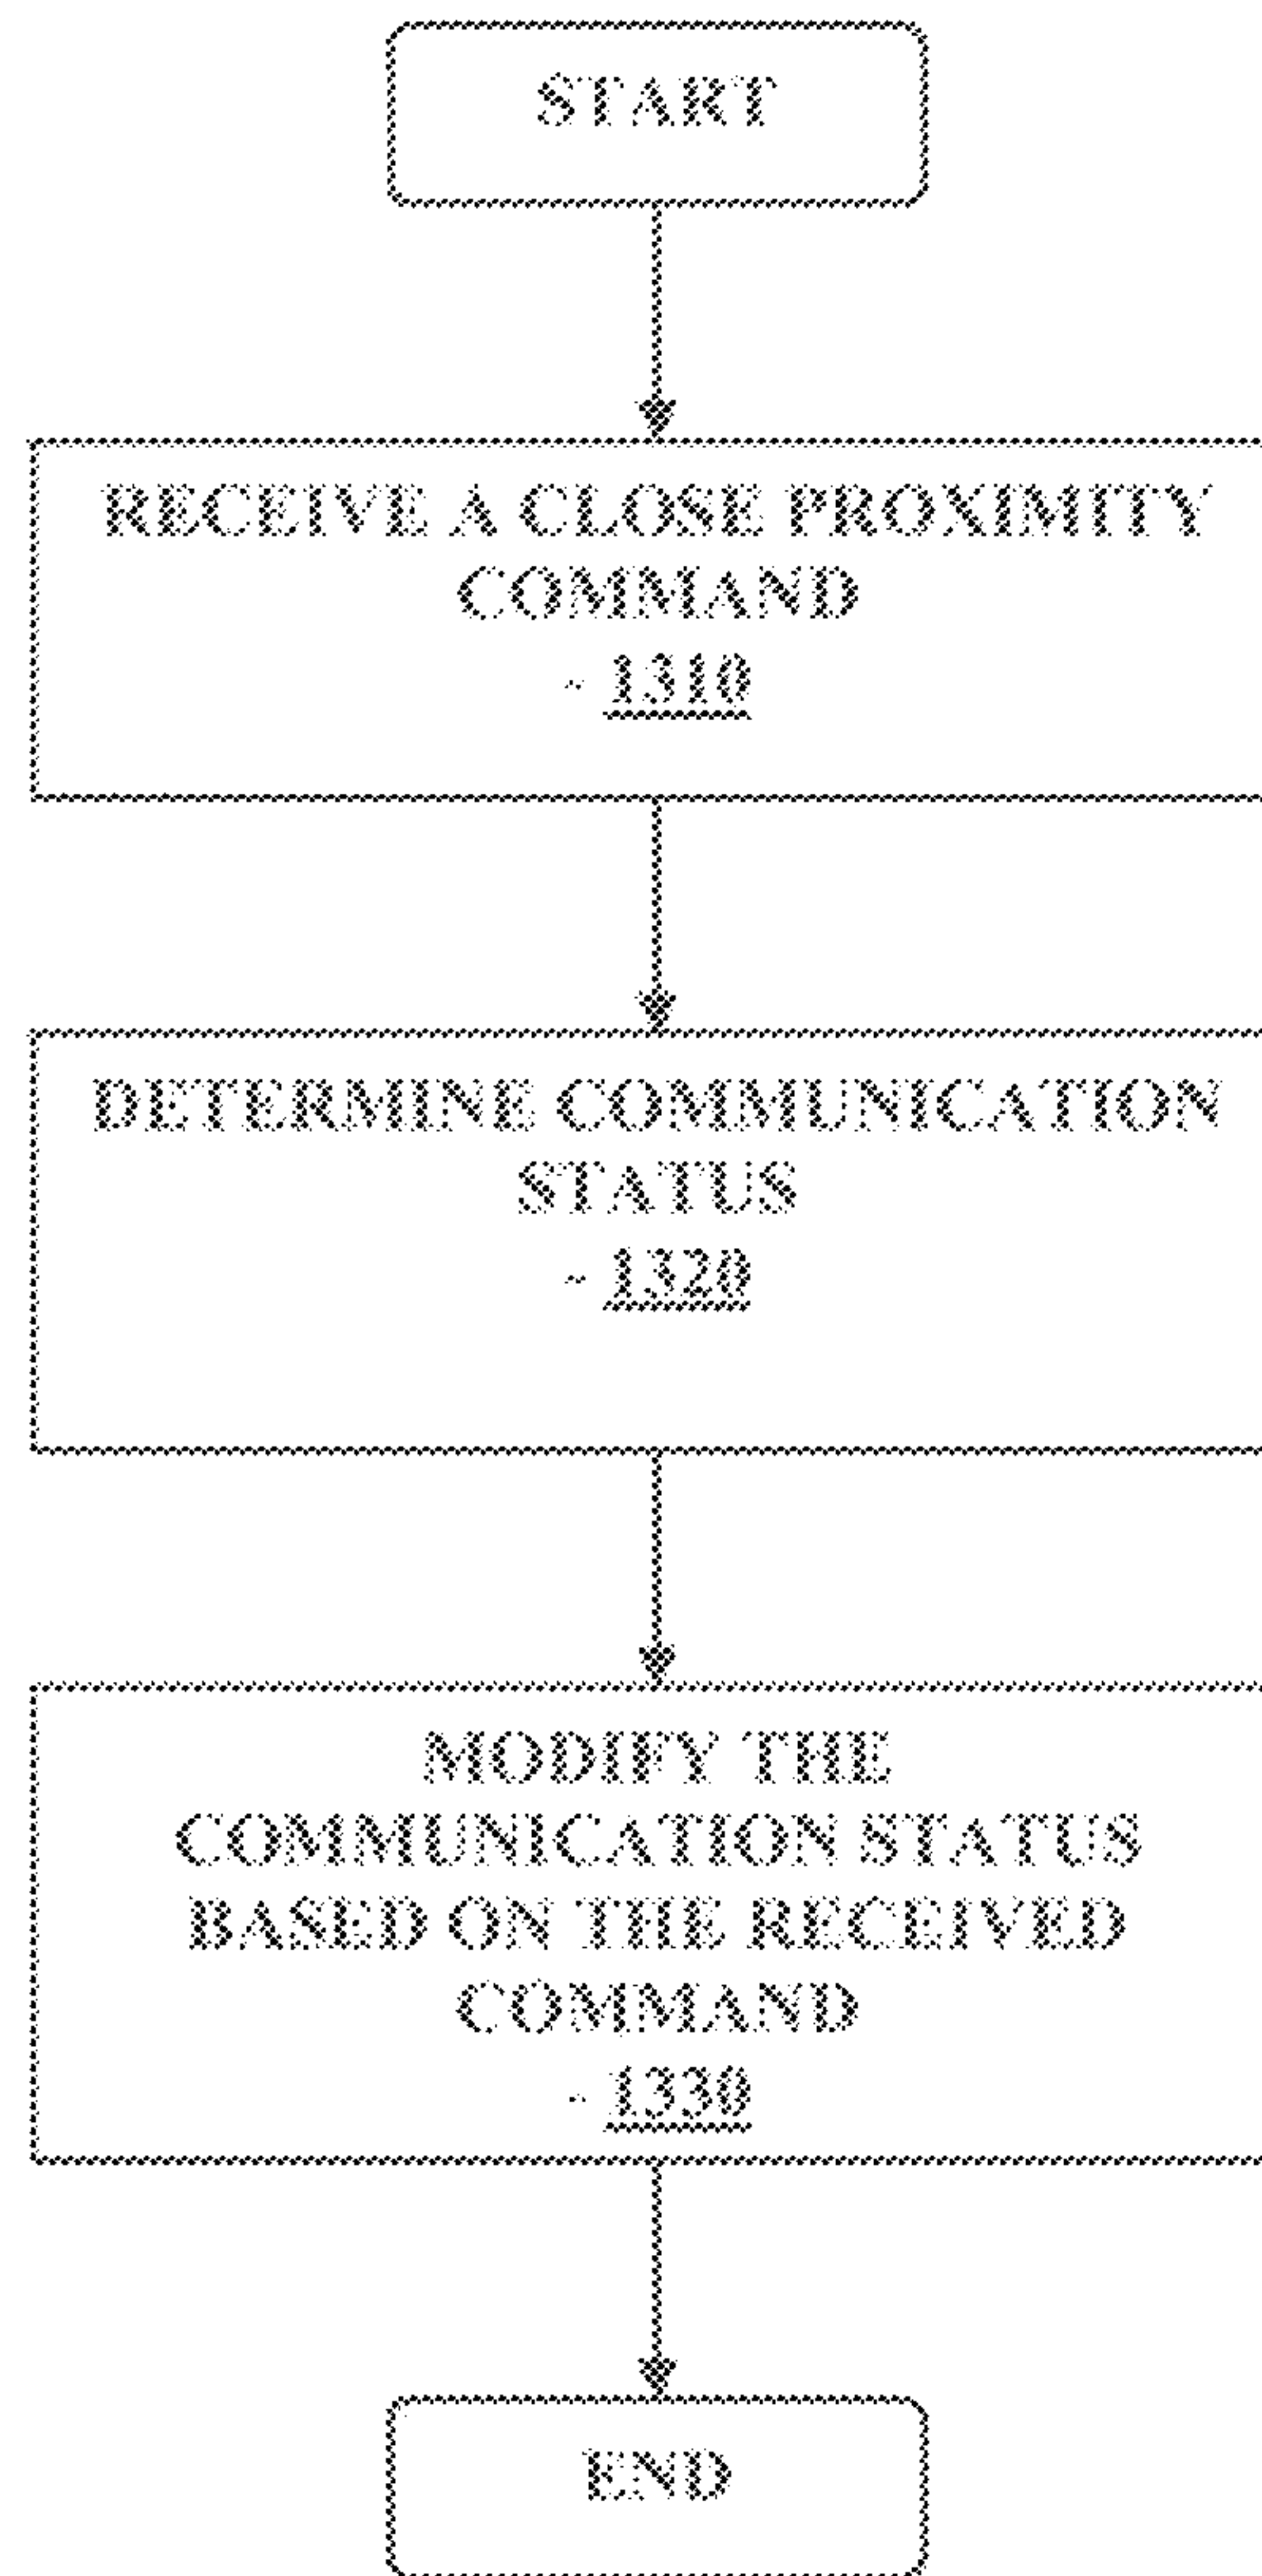 START
RECEIVE A CLOSE PROXIMITY
COMMAND
~ 1310
DETERMINE COMMUNICATION
STATUS
~ 1320
MODIFY THE
COMMUNICATION STATUS
BASED ON THE RECEIVED
COMMAND
~ 1330
END